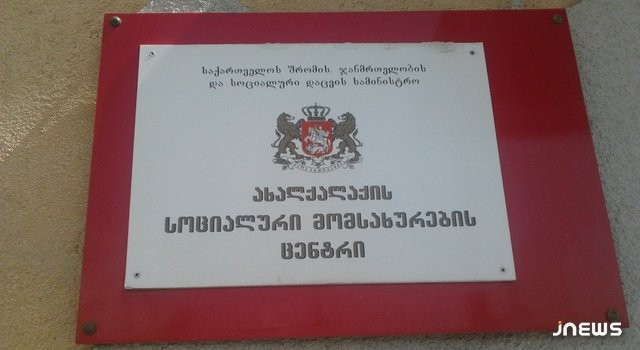 საქართველოს შრომის, ჯანმრთელობის
და სოციალური დაცვის სამინისტრო
ახალქალაქის
სოციალური მომსახურების
ცენტრი
JNEWS